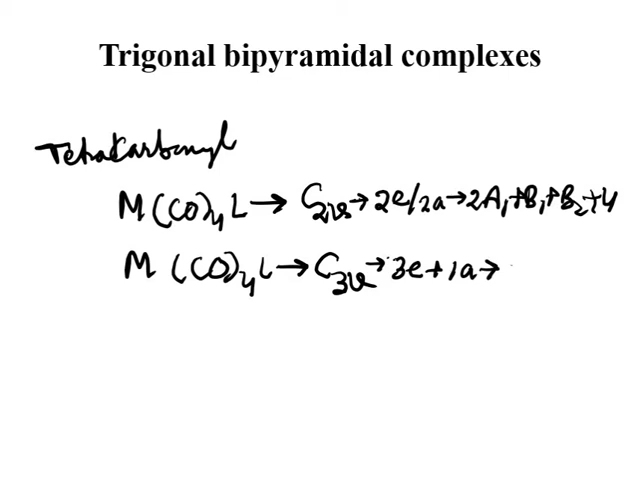 Trigonal bipyramidal complexes
TetraCarbonyl
M(CO)₄L → C₂ᵥ → 2e/2a → 2A₁+B₁+B₂ → 4
M(CO)₄L → C₃ᵥ → 3e+1a →